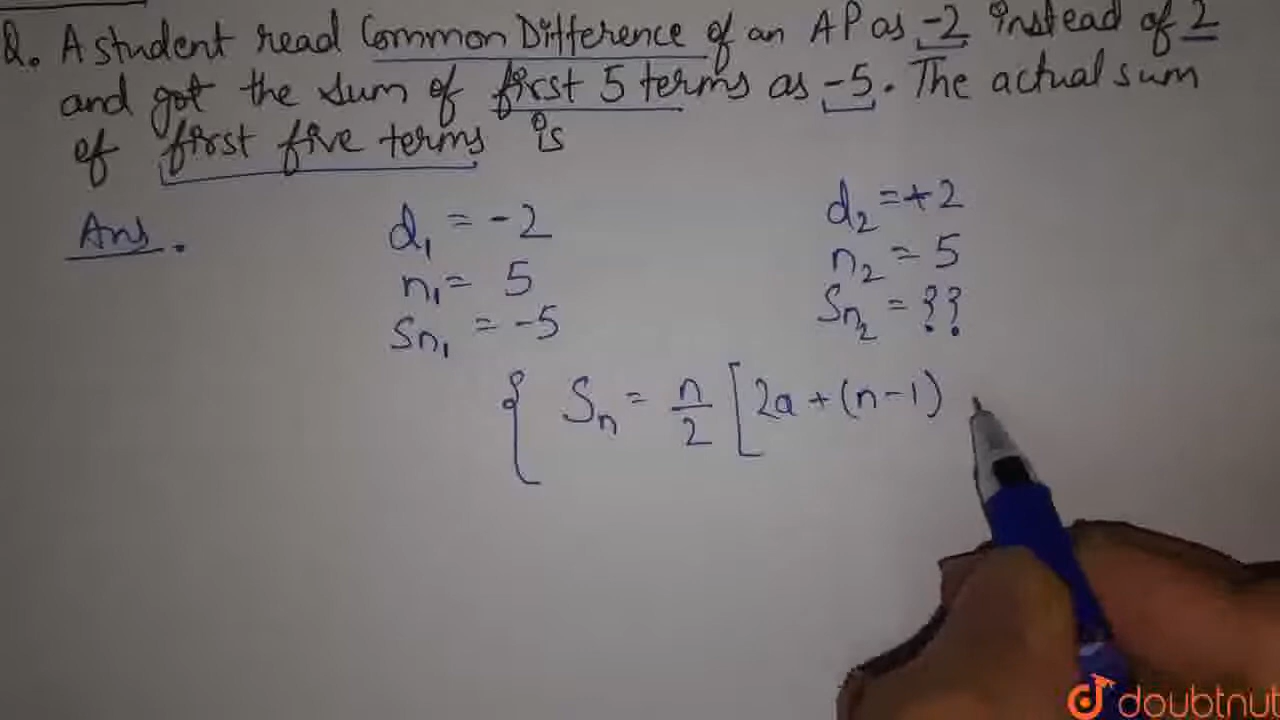 Q. A student read Common Difference of an AP as -2 instead of 2
and got the sum of first 5 terms as -5. The actual sum
of first five terms is
Ans.
d₁ = -2
n₁ = 5
Sn₁ = -5
d₂ = +2
n₂ = 5
Sn₂ = ??
{ Sn = n/2 [2a + (n-1)
doubtnut